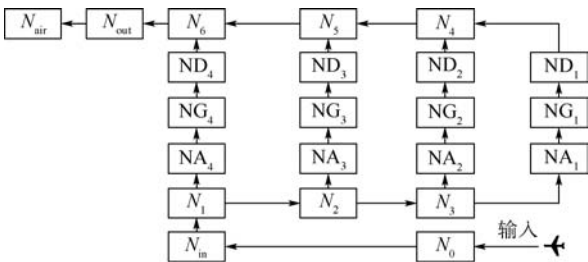 N_air N_out N_6 N_5 N_4
ND_4 ND_3 ND_2 ND_1
NG_4 NG_3 NG_2 NG_1
NA_4 NA_3 NA_2 NA_1
N_1 N_2 N_3
输入
N_in N_0